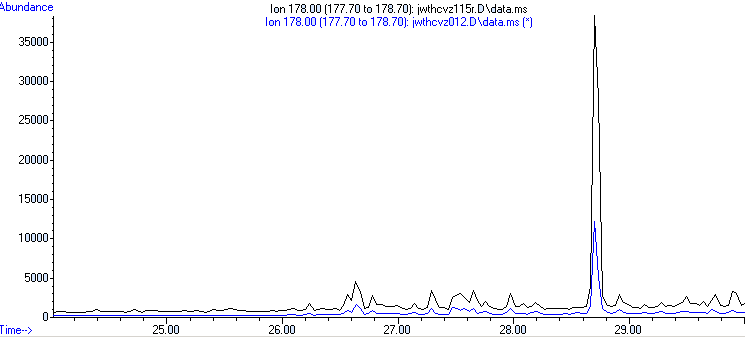 Abundance
Ion 178.00 (177.70 to 178.70): jwthcvz115r.D\data.ms
Ion 178.00 (177.70 to 178.70): jwthcvz012.D\data.ms (*)
35000
30000
25000
20000
15000
10000
5000
0
25.00 26.00 27.00 28.00 29.00
Time-->